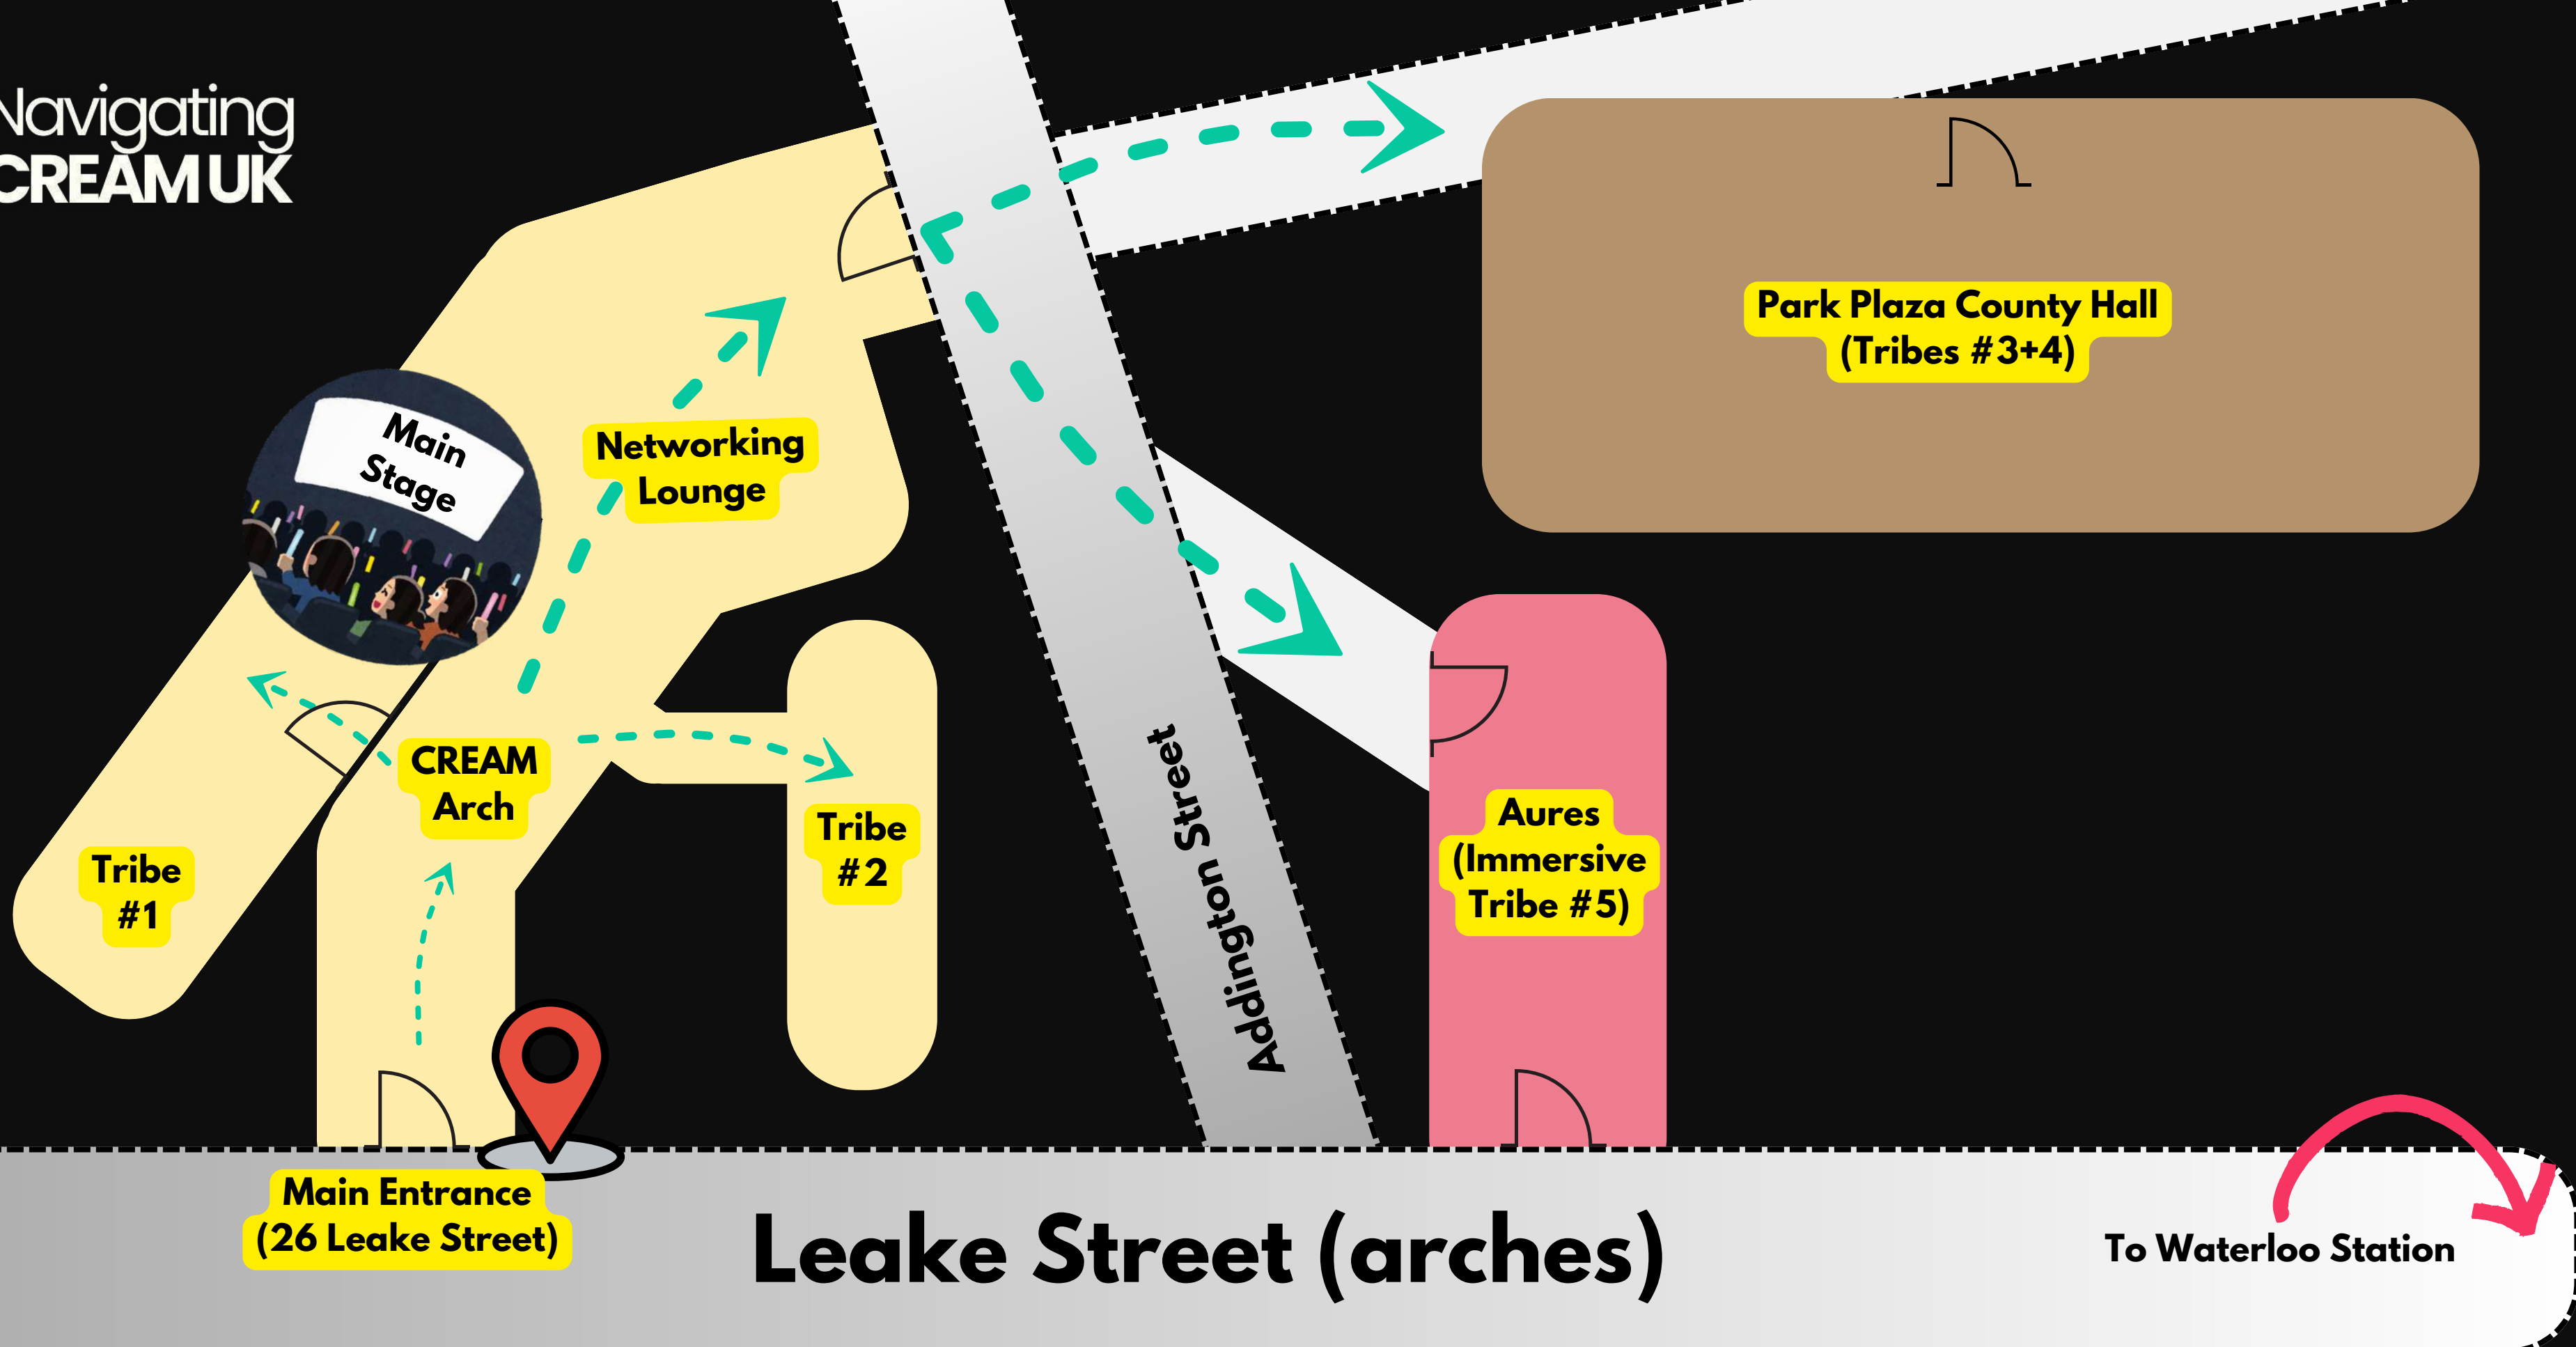 Navigating
CREAM UK
Main
Stage
Networking
Lounge
Park Plaza County Hall
(Tribes #3+4)
CREAM
Arch
Tribe
#1
Tribe
#2
Addington Street
Aures
(Immersive
Tribe #5)
Main Entrance
(26 Leake Street)
Leake Street (arches)
To Waterloo Station